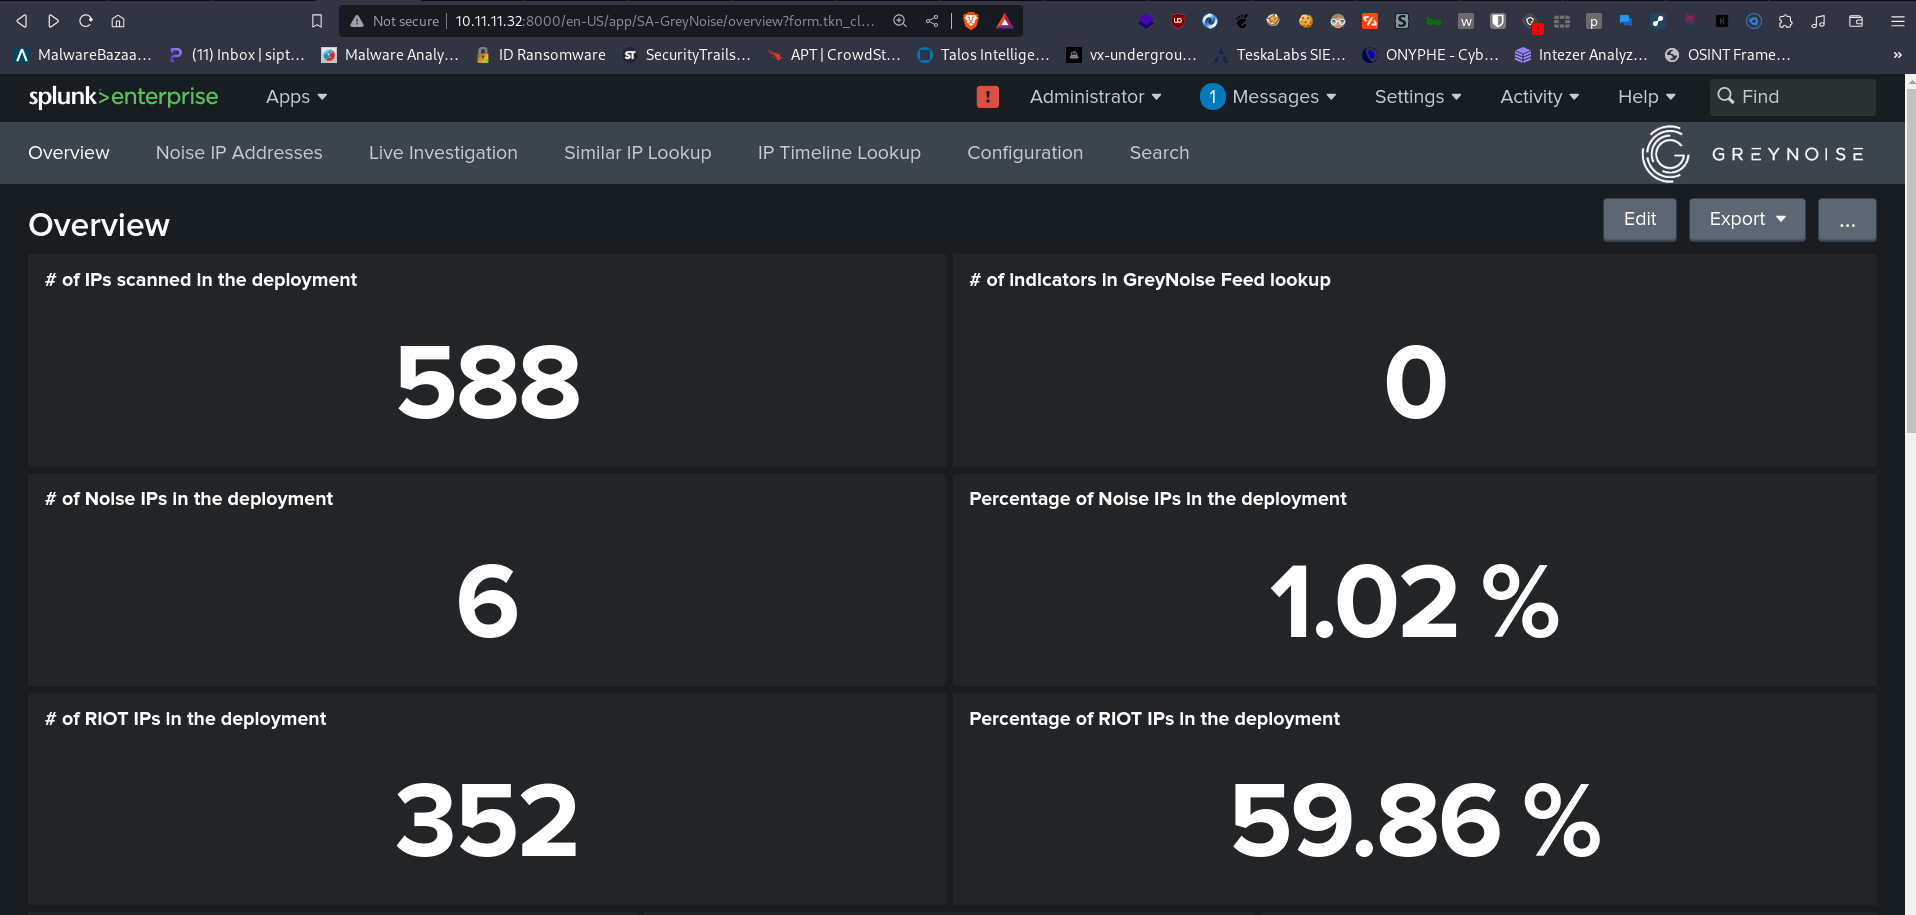 Not secure 10.11.11.32:8000/en-US/app/SA-GreyNoise/overview?form.tkn_cl...
MalwareBazaa... (11) Inbox | sipt... Malware Analy... ID Ransomware ST SecurityTrails... APT | CrowdSt... Talos Intellige... vx-undergrou... TeskaLabs SIE... ONYPHE - Cyb... Intezer Analyz... OSINT Frame... »
splunk>enterprise Apps Administrator 1 Messages Settings Activity Help Find
Overview Noise IP Addresses Live Investigation Similar IP Lookup IP Timeline Lookup Configuration Search GREYNOISE
Overview Edit Export ...
# of IPs scanned in the deployment # of indicators in GreyNoise Feed lookup
588 0
# of Noise IPs in the deployment Percentage of Noise IPs in the deployment
6 1.02 %
# of RIOT IPs in the deployment Percentage of RIOT IPs in the deployment
352 59.86 %